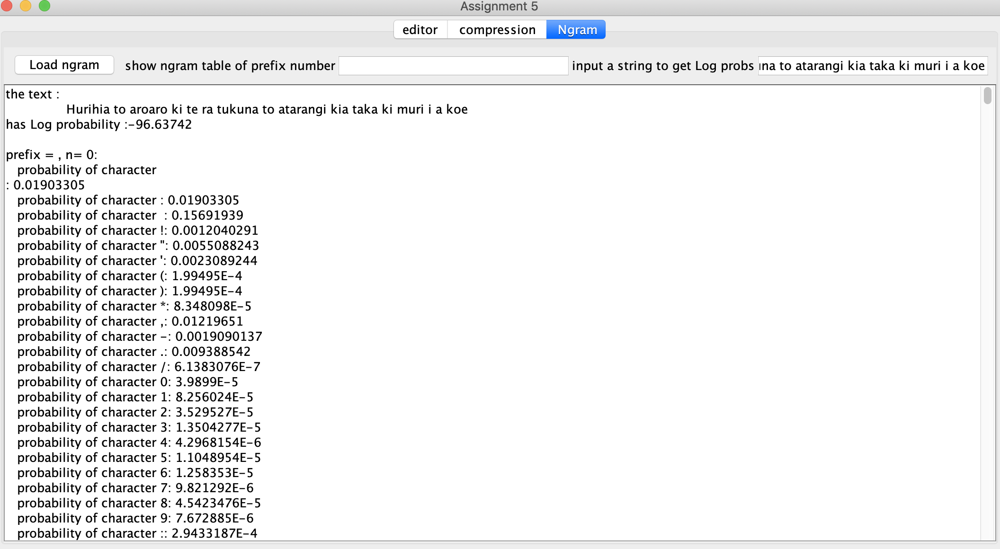 Assignment 5
editor compression Ngram
Load ngram show ngram table of prefix number input a string to get Log probs na to atarangi kia taka ki muri i a koe
the text :
Hurihia to aroaro ki te ra tukuna to atarangi kia taka ki muri i a koe
has Log probability :-96.63742
prefix = , n= 0:
probability of character
: 0.01903305
probability of character : 0.01903305
probability of character  : 0.15691939
probability of character !: 0.0012040291
probability of character ": 0.0055088243
probability of character ': 0.0023089244
probability of character (: 1.99495E-4
probability of character ): 1.99495E-4
probability of character *: 8.348098E-5
probability of character ,: 0.01219651
probability of character -: 0.0019090137
probability of character .: 0.009388542
probability of character /: 6.1383076E-7
probability of character 0: 3.9899E-5
probability of character 1: 8.256024E-5
probability of character 2: 3.529527E-5
probability of character 3: 1.3504277E-5
probability of character 4: 4.2968154E-6
probability of character 5: 1.1048954E-5
probability of character 6: 1.258353E-5
probability of character 7: 9.821292E-6
probability of character 8: 4.5423476E-5
probability of character 9: 7.672885E-6
probability of character :: 2.9433187E-4